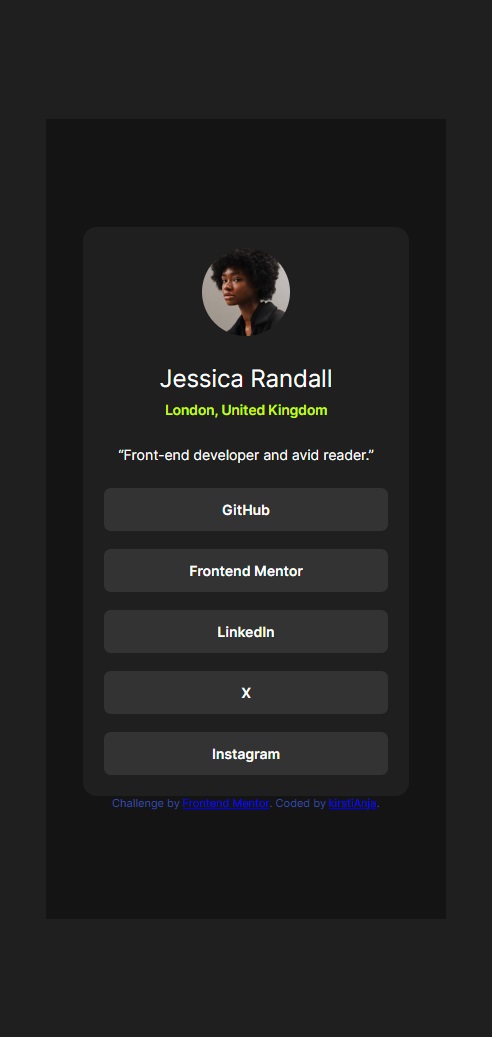 Jessica Randall
London, United Kingdom
“Front-end developer and avid reader.”
GitHub
Frontend Mentor
LinkedIn
X
Instagram
Challenge by Frontend Mentor. Coded by kirstiAnja.